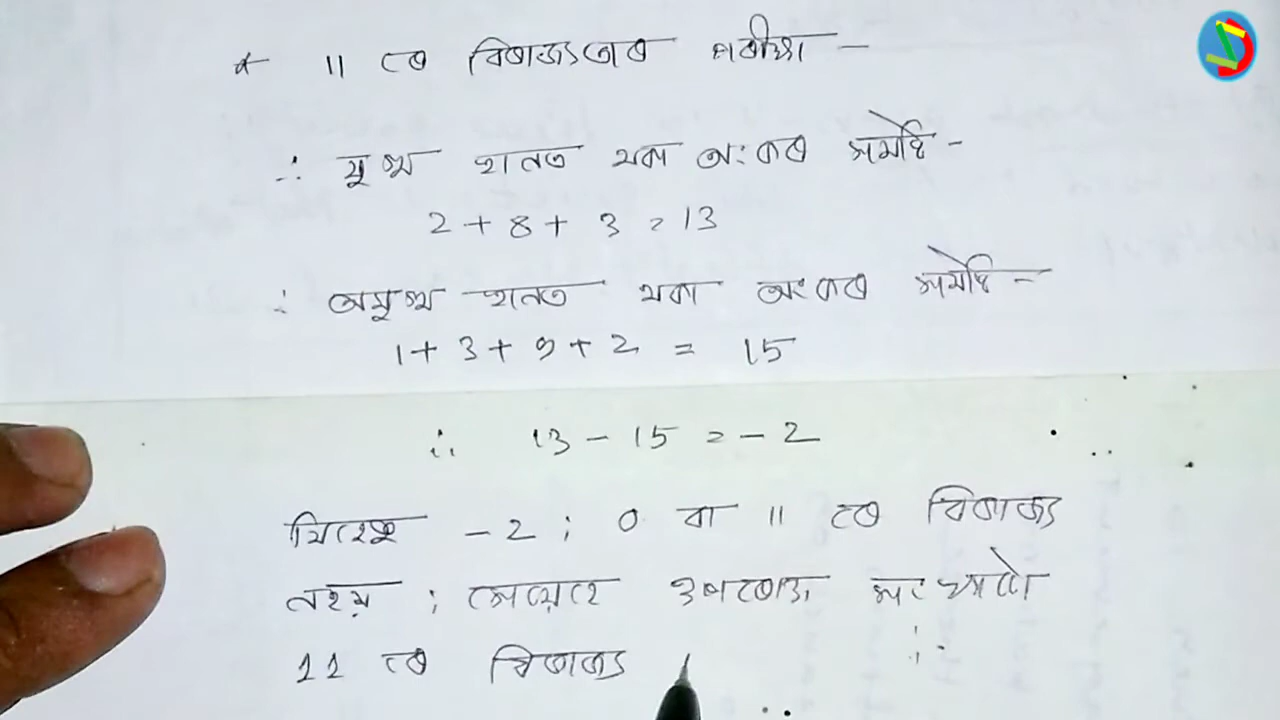 * 11 ৰে বিভাজ্যতাৰ পৰীক্ষা -
∴ যুগ্ম স্থানত থকা অংকৰ সমষ্টি -
2 + 8 + 3 = 13
∴ অযুগ্ম স্থানত থকা অংকৰ সমষ্টি -
1 + 3 + 9 + 2 = 15
∴ 13 - 15 = - 2
যিহেতু - 2 ; 0 বা 11 ৰে বিভাজ্য
নহয় ; সেয়েহে উপৰোক্ত সংখ্যাটো
11 ৰে বিভাজ্য